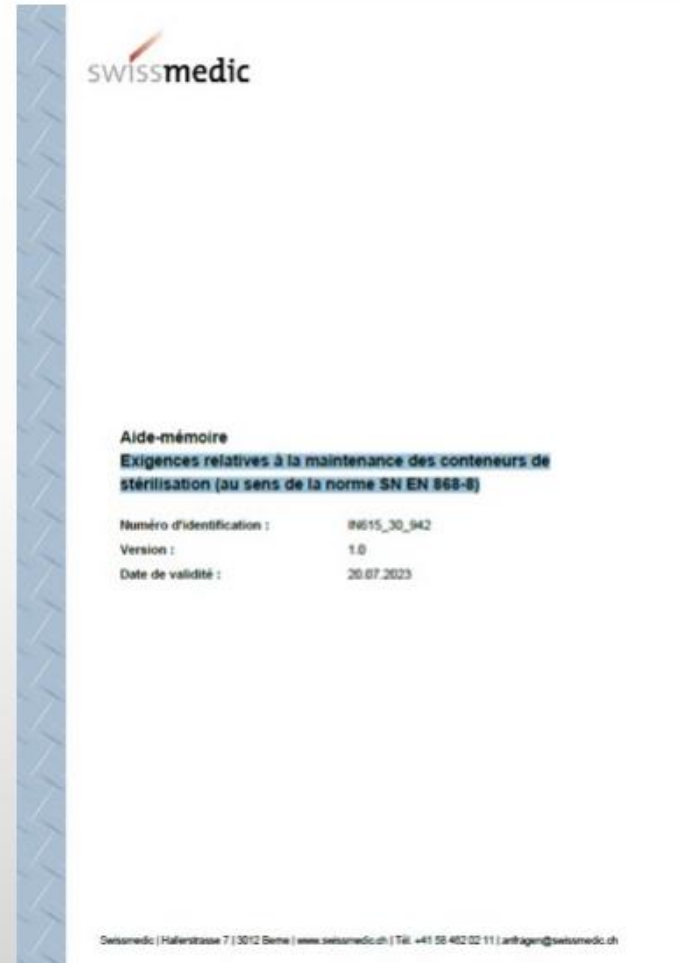 swissmedic
Aide-mémoire
Exigences relatives à la maintenance des conteneurs de
stérilisation (au sens de la norme SN EN 868-8)
Numéro d'identification : IN615_30_942
Version : 1.0
Date de validité : 20.07.2023
Swissmedic | Hallerstrasse 7 | 3012 Berne | www.swissmedic.ch | Tél. +41 58 462 02 11 | anfragen@swissmedic.ch